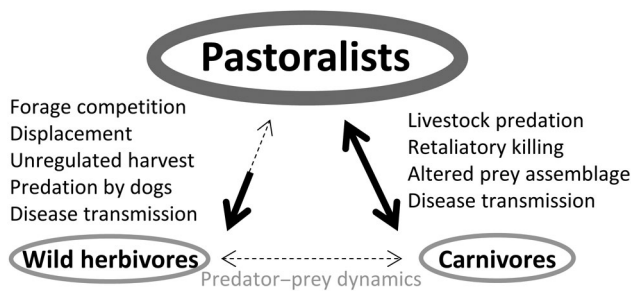 Pastoralists
Forage competition
Displacement
Unregulated harvest
Predation by dogs
Disease transmission
Livestock predation
Retaliatory killing
Altered prey assemblage
Disease transmission
Wild herbivores
Carnivores
Predator–prey dynamics